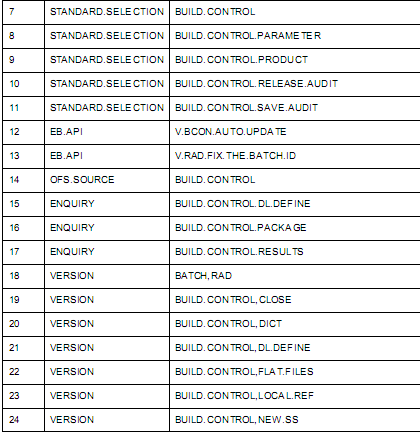 7 STANDARD.SELECTION BUILD.CONTROL
8 STANDARD.SELECTION BUILD.CONTROL.PARAMETER
9 STANDARD.SELECTION BUILD.CONTROL.PRODUCT
10 STANDARD.SELECTION BUILD.CONTROL.RELEASE.AUDIT
11 STANDARD.SELECTION BUILD.CONTROL.SAVE.AUDIT
12 EB.API V.BCON.AUTO.UPDATE
13 EB.API V.RAD.FIX.THE.BATCH.ID
14 OFS.SOURCE BUILD.CONTROL
15 ENQUIRY BUILD.CONTROL.DL.DEFINE
16 ENQUIRY BUILD.CONTROL.PACKAGE
17 ENQUIRY BUILD.CONTROL.RESULTS
18 VERSION BATCH,RAD
19 VERSION BUILD.CONTROL,CLOSE
20 VERSION BUILD.CONTROL,DICT
21 VERSION BUILD.CONTROL,DL.DEFINE
22 VERSION BUILD.CONTROL,FLAT.FILES
23 VERSION BUILD.CONTROL,LOCAL.REF
24 VERSION BUILD.CONTROL,NEW.SS